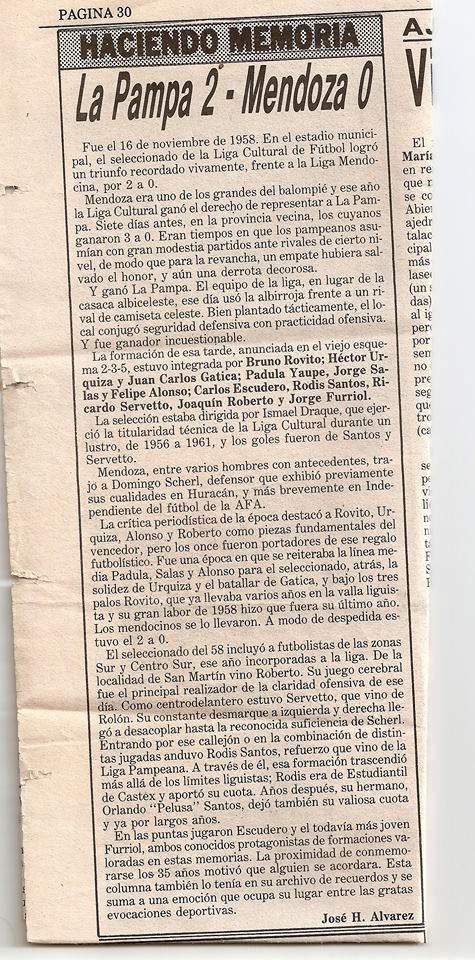 PAGINA 30
HACIENDO MEMORIA
La Pampa 2 - Mendoza 0
Fue el 16 de noviembre de 1958. En el estadio munici-
pal, el seleccionado de la Liga Cultural de Fútbol logró
un triunfo recordado vivamente, frente a la Liga Mendo-
cina, por 2 a 0.
Mendoza era uno de los grandes del balompié y ese año
la Liga Cultural ganó el derecho de representar a La Pam-
pa. Siete días antes, en la provincia vecina, los cuyanos
ganaron 3 a 0. Eran tiempos en que los pampeanos asu-
mían con gran modestia partidos ante rivales de cierto ni-
vel, de modo que para la revancha, un empate hubiera sal-
vado el honor, y aún una derrota decorosa.
Y ganó La Pampa. El equipo de la liga, en lugar de la
casaca albiceleste, ese día usó la albirroja frente a un ri-
val de camiseta celeste. Bien plantado tácticamente, el lo-
cal conjugó seguridad defensiva con practicidad ofensiva.
Y fue ganador incuestionable.
La formación de esa tarde, anunciada en el viejo esque-
ma 2-3-5, estuvo integrada por Bruno Rovito; Héctor Ur-
quiza y Juan Carlos Gatica; Padula Yaupe, Jorge Sa-
las y Felipe Alonso; Carlos Escudero, Rodis Santos, Ri-
cardo Servetto, Joaquín Roberto y Jorge Furriol.
La selección estaba dirigida por Ismael Draque, que ejer-
ció la titularidad técnica de la Liga Cultural durante un
lustro, de 1956 a 1961, y los goles fueron de Santos y
Servetto.
Mendoza, entre varios hombres con antecedentes, tra-
jo a Domingo Scherl, defensor que exhibió previamente
sus cualidades en Huracán, y más brevemente en Inde-
pendiente del fútbol de la AFA.
La crítica periodística de la época destacó a Rovito, Ur-
quiza, Alonso y Roberto como piezas fundamentales del
vencedor, pero los once fueron portadores de ese regalo
futbolístico. Fue una época en que se reiteraba la línea me-
dia Padula, Salas y Alonso para el seleccionado, atrás, la
solidez de Urquiza y el batallar de Gatica, y bajo los tres
palos Rovito, que ya llevaba varios años en la valla liguis-
ta y su gran labor de 1958 hizo que fuera su último año.
Los mendocinos se lo llevaron. A modo de despedida es-
tuvo el 2 a 0.
El seleccionado del 58 incluyó a futbolistas de las zonas
Sur y Centro Sur, ese año incorporadas a la liga. De la
localidad de San Martín vino Roberto. Su juego cerebral
fue el principal realizador de la claridad ofensiva de ese
día. Como centrodelantero estuvo Servetto, que vino de
Rolón. Su constante desmarque a izquierda y derecha lle-
gó a desacoplar hasta la reconocida suficiencia de Scherl.
Entrando por ese callejón o en la combinación de distin-
tas jugadas anduvo Rodis Santos, refuerzo que vino de la
Liga Pampeana. A través de él, esa formación trascendió
más allá de los límites liguistas; Rodis era de Estudiantil
de Castex y aportó su cuota. Años después, su hermano,
Orlando "Pelusa" Santos, dejó también su valiosa cuota
y ya por largos años.
En las puntas jugaron Escudero y el todavía más joven
Furriol, ambos conocidos protagonistas de formaciones va-
loradas en estas memorias. La proximidad de conmemo-
rarse los 35 años motivó que alguien se acordara. Esta
columna también lo tenía en su archivo de recuerdos y se
suma a una emoción que ocupa su lugar entre las gratas
evocaciones deportivas.
José H. Alvarez